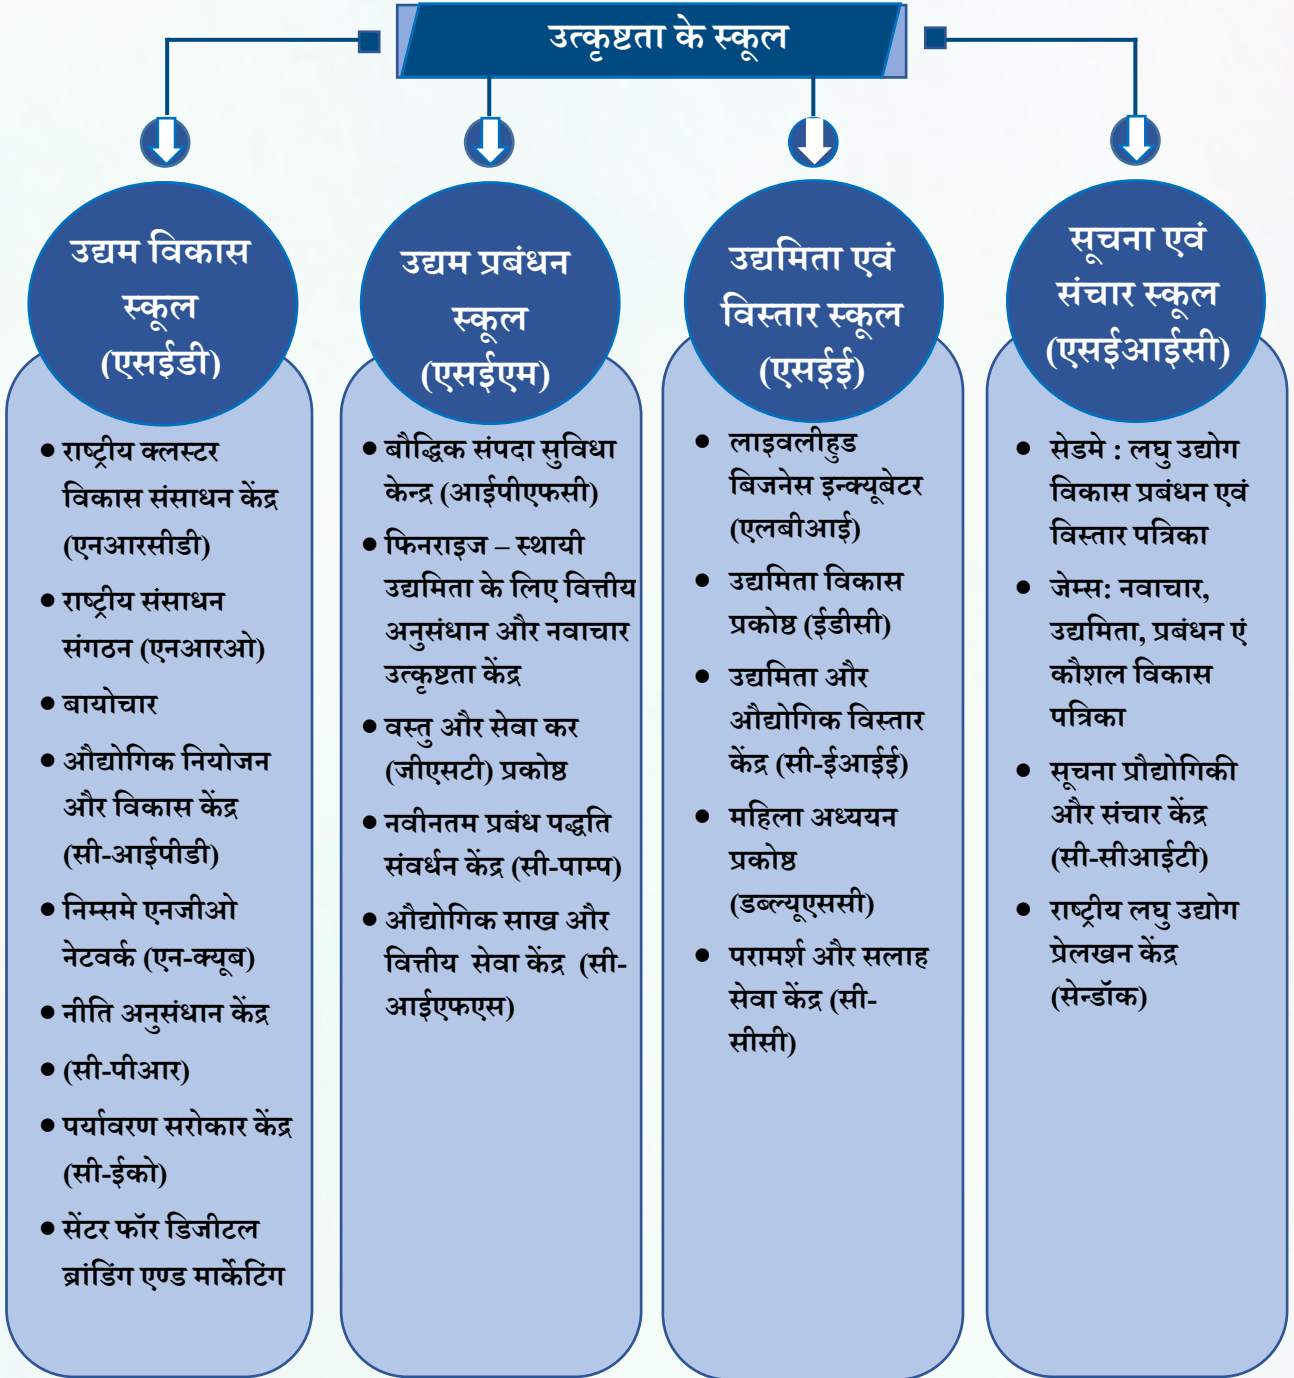 उत्कृष्टता के स्कूल
उद्यम विकास
स्कूल
(एसईडी)
• राष्ट्रीय क्लस्टर
विकास संसाधन केंद्र
(एनआरसीडी)
• राष्ट्रीय संसाधन
संगठन (एनआरओ)
• बायोचार
• औद्योगिक नियोजन
और विकास केंद्र
(सी-आईपीडी)
• निम्समे एनजीओ
नेटवर्क (एन-क्यूब)
• नीति अनुसंधान केंद्र
• (सी-पीआर)
• पर्यावरण सरोकार केंद्र
(सी-ईको)
• सेंटर फॉर डिजीटल
ब्रांडिंग एण्ड मार्केटिंग
उद्यम प्रबंधन
स्कूल
(एसईएम)
• बौद्धिक संपदा सुविधा
केन्द्र (आईपीएफसी)
• फिनराइज – स्थायी
उद्यमिता के लिए वित्तीय
अनुसंधान और नवाचार
उत्कृष्टता केंद्र
• वस्तु और सेवा कर
(जीएसटी) प्रकोष्ठ
• नवीनतम प्रबंध पद्धति
संवर्धन केंद्र (सी-पाम्प)
• औद्योगिक साख और
वित्तीय सेवा केंद्र (सी-
आईएफएस)
उद्यमिता एवं
विस्तार स्कूल
(एसईई)
• लाइवलीहुड
बिजनेस इन्क्यूबेटर
(एलबीआई)
• उद्यमिता विकास
प्रकोष्ठ (ईडीसी)
• उद्यमिता और
औद्योगिक विस्तार
केंद्र (सी-ईआईई)
• महिला अध्ययन
प्रकोष्ठ
(डब्ल्यूएससी)
• परामर्श और सलाह
सेवा केंद्र (सी-
सीसी)
सूचना एवं
संचार स्कूल
(एसईआईसी)
• सेडमे : लघु उद्योग
विकास प्रबंधन एवं
विस्तार पत्रिका
• जेम्स: नवाचार,
उद्यमिता, प्रबंधन एं
कौशल विकास
पत्रिका
• सूचना प्रौद्योगिकी
और संचार केंद्र
(सी-सीआईटी)
• राष्ट्रीय लघु उद्योग
प्रेलखन केंद्र
(सेन्डॉक)